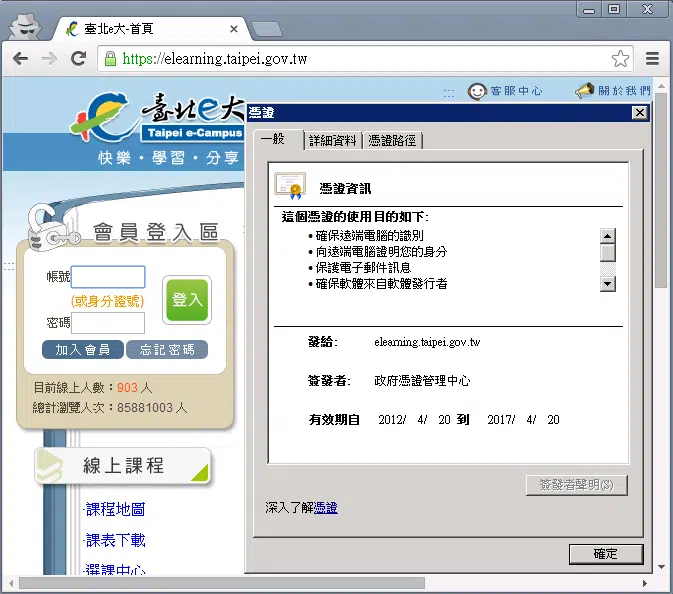 臺北e大-首頁
https://elearning.taipei.gov.tw
客服中心
關於我們
臺北e大
Taipei e-Campus
快樂・學習・分享
會員登入區
帳號
(或身分證號)
密碼
登入
加入會員
忘記密碼
目前線上人數：903 人
總計瀏覽人次：85881003 人
線上課程
·課程地圖
·課表下載
·選課中心
憑證
一般
詳細資料
憑證路徑
憑證資訊
這個憑證的使用目的如下:
•確保遠端電腦的識別
•向遠端電腦證明您的身分
•保護電子郵件訊息
•確保軟體來自軟體發行者
發給: elearning.taipei.gov.tw
簽發者: 政府憑證管理中心
有效期自 2012/ 4/ 20 到 2017/ 4/ 20
簽發者聲明(S)
深入了解憑證
確定